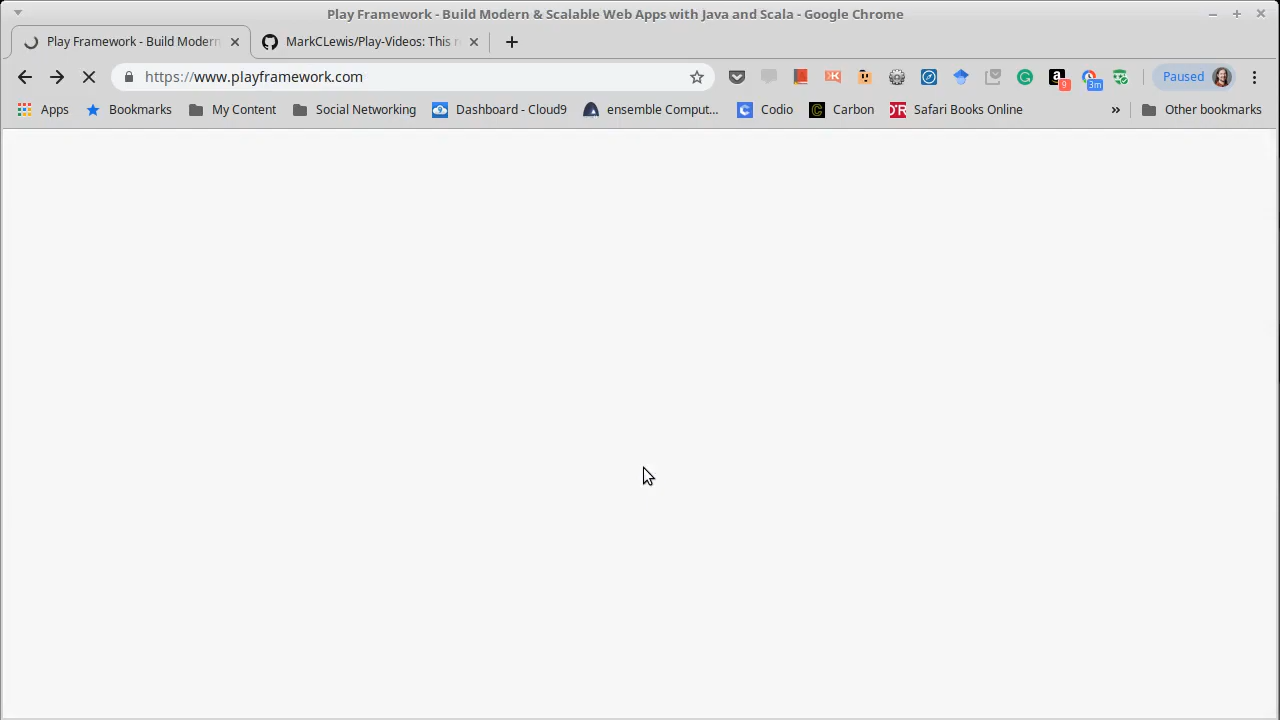 Play Framework - Build Modern & Scalable Web Apps with Java and Scala - Google Chrome
Play Framework - Build Modern
MarkCLewis/Play-Videos: This r
https://www.playframework.com
9
3m
Paused
Apps
Bookmarks
My Content
Social Networking
Dashboard - Cloud9
ensemble Comput...
Codio
Carbon
Safari Books Online
»
Other bookmarks